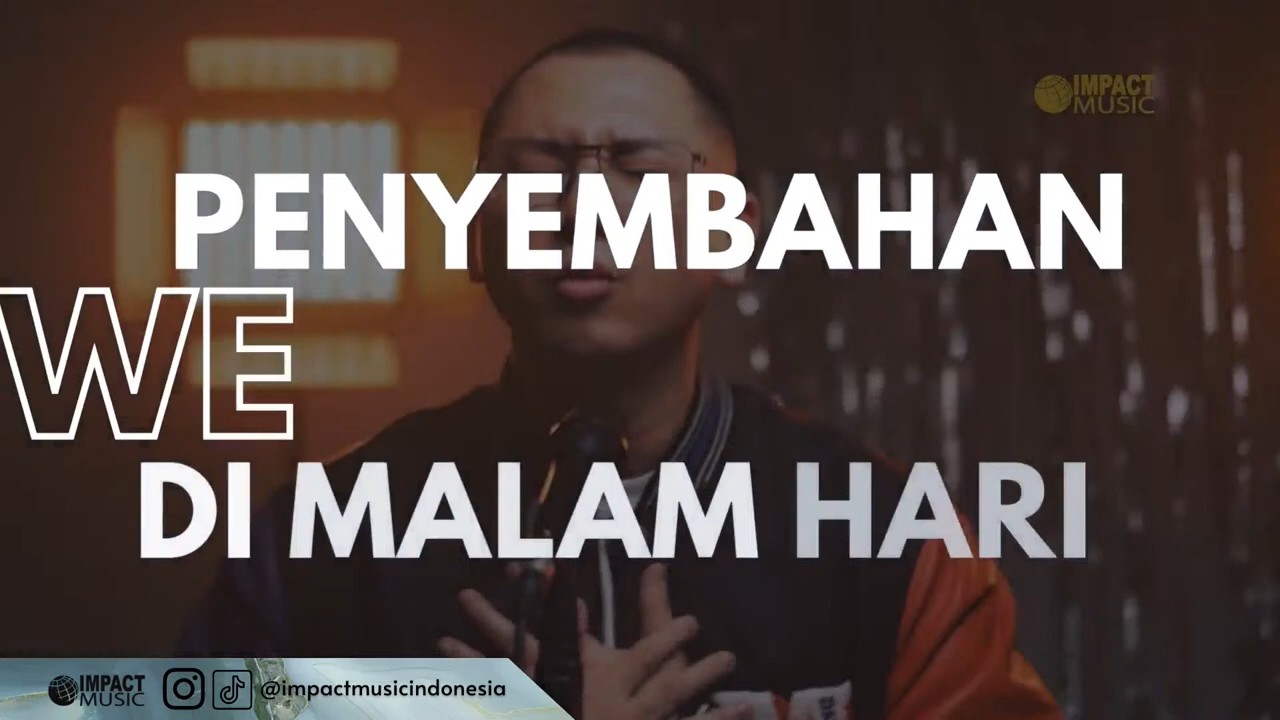 IMPACT
MUSIC
PENYEMBAHAN
WE
DI MALAM HARI
IMPACT
MUSIC
@impactmusicindonesia